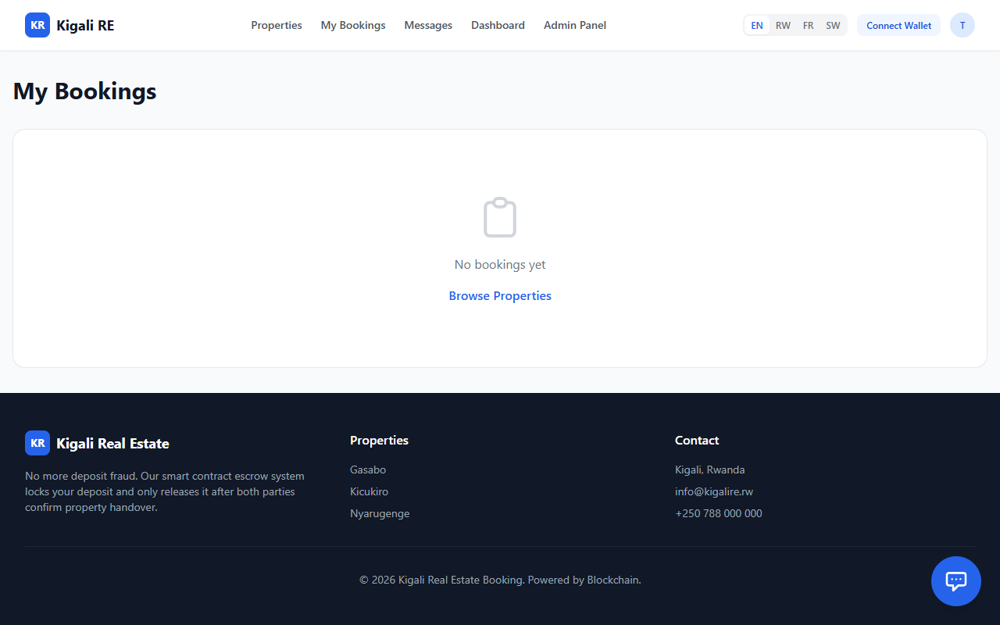 KR Kigali RE Properties My Bookings Messages Dashboard Admin Panel EN RW FR SW Connect Wallet T
My Bookings
No bookings yet
Browse Properties
KR Kigali Real Estate
No more deposit fraud. Our smart contract escrow system
locks your deposit and only releases it after both parties
confirm property handover.
Properties
Gasabo
Kicukiro
Nyarugenge
Contact
Kigali, Rwanda
info@kigalire.rw
+250 788 000 000
© 2026 Kigali Real Estate Booking. Powered by Blockchain.